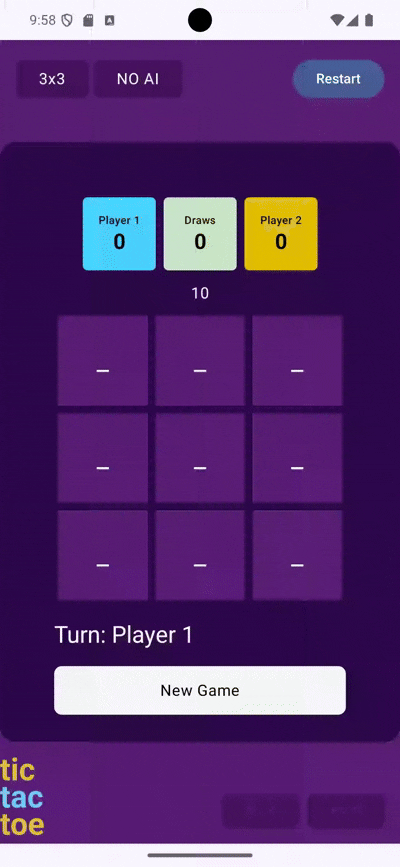 9:58
3x3 NO AI Restart
Player 1 Draws Player 2
0 0 0
10
– – –
– – –
– – –
Turn: Player 1
New Game
tic
tac
toe